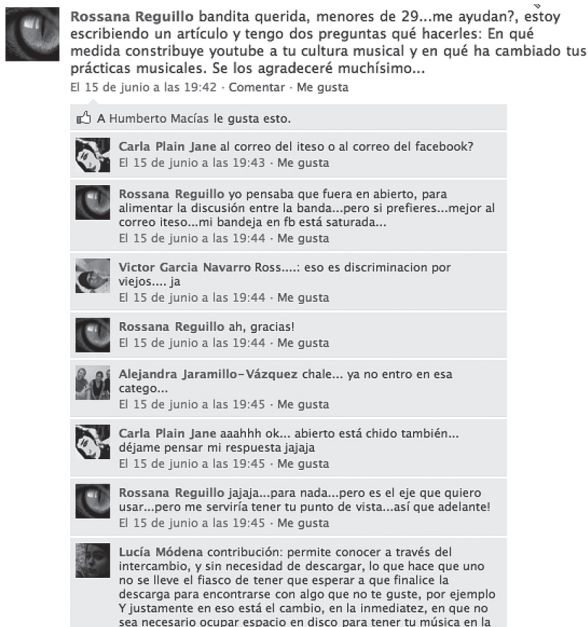 Rossana Reguillo bandita querida, menores de 29...me ayudan?, estoy
escribiendo un artículo y tengo dos preguntas qué hacerles: En qué
medida constribuye youtube a tu cultura musical y en qué ha cambiado tus
prácticas musicales. Se los agradeceré muchísimo...
El 15 de junio a las 19:42 · Comentar · Me gusta
A Humberto Macías le gusta esto.
Carla Plain Jane al correo del iteso o al correo del facebook?
El 15 de junio a las 19:43 · Me gusta
Rossana Reguillo yo pensaba que fuera en abierto, para
alimentar la discusión entre la banda...pero si prefieres...mejor al
correo iteso...mi bandeja en fb está saturada...
El 15 de junio a las 19:44 · Me gusta
Victor Garcia Navarro Ross....: eso es discriminacion por
viejos.... ja
El 15 de junio a las 19:44 · Me gusta
Rossana Reguillo ah, gracias!
El 15 de junio a las 19:44 · Me gusta
Alejandra Jaramillo-Vázquez chale... ya no entro en esa
catego...
El 15 de junio a las 19:45 · Me gusta
Carla Plain Jane aaahhh ok... abierto está chido también...
déjame pensar mi respuesta jajaja
El 15 de junio a las 19:45 · Me gusta
Rossana Reguillo jajaja...para nada...pero es el eje que quiero
usar...pero me serviría tener tu punto de vista...así que adelante!
El 15 de junio a las 19:45 · Me gusta
Lucía Módena contribución: permite conocer a través del
intercambio, y sin necesidad de descargar, lo que hace que uno
no se lleve el fiasco de tener que esperar a que finalice la
descarga para encontrarse con algo que no te guste, por ejemplo
Y justamente en eso está el cambio, en la inmediatez, en que no
sea necesario ocupar espacio en disco para tener tu música en la